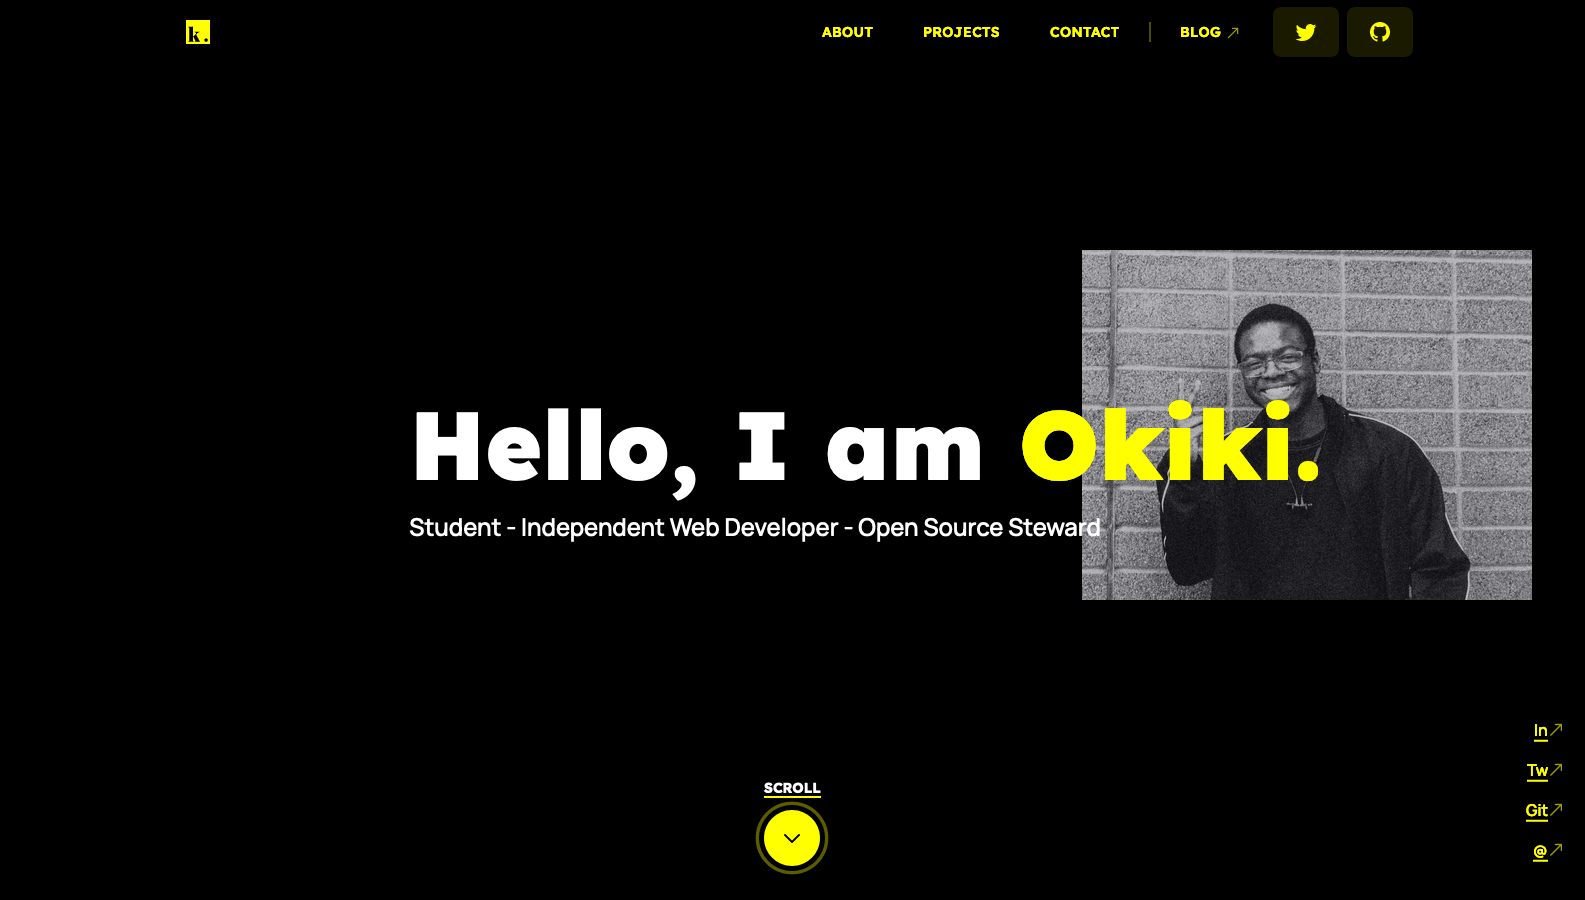 k.
ABOUT
PROJECTS
CONTACT
BLOG
Hello, I am Okiki.
Student - Independent Web Developer - Open Source Steward
SCROLL
In
Tw
Git
@